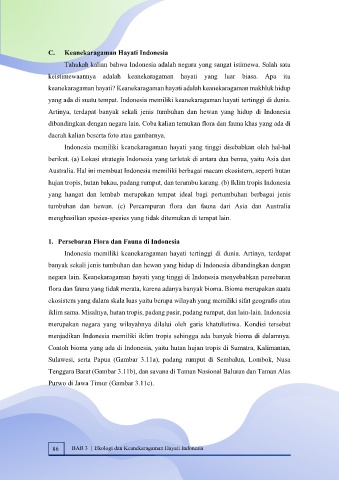 C. Keanekaragaman Hayati Indonesia
Tahukah kalian bahwa Indonesia adalah negara yang sangat istimewa. Salah satu
keistimewaannya adalah keanekaragaman hayati yang luar biasa. Apa itu
keanekaragaman hayati? Keanekaragaman hayati adalah keanekaragaman makhluk hidup
yang ada di suatu tempat. Indonesia memiliki keanekaragaman hayati tertinggi di dunia.
Artinya, terdapat banyak sekali jenis tumbuhan dan hewan yang hidup di Indonesia
dibandingkan dengan negara lain. Coba kalian temukan flora dan fauna khas yang ada di
daerah kalian beserta foto atau gambarnya.
Indonesia memiliki keanekaragaman hayati yang tinggi disebabkan oleh hal-hal
berikut. (a) Lokasi strategis Indonesia yang terletak di antara dua benua, yaitu Asia dan
Australia. Hal ini membuat Indonesia memiliki berbagai macam ekosistem, seperti hutan
hujan tropis, hutan bakau, padang rumput, dan terumbu karang. (b) Iklim tropis Indonesia
yang hangat dan lembab merupakan tempat ideal bagi pertumbuhan berbagai jenis
tumbuhan dan hewan. (c) Percampuran flora dan fauna dari Asia dan Australia
menghasilkan spesies-spesies yang tidak ditemukan di tempat lain.
1. Persebaran Flora dan Fauna di Indonesia
Indonesia memiliki keanekaragaman hayati tertinggi di dunia. Artinya, terdapat
banyak sekali jenis tumbuhan dan hewan yang hidup di Indonesia dibandingkan dengan
negara lain. Keanekaragaman hayati yang tinggi di Indonesia menyebabkan persebaran
flora dan fauna yang tidak merata, karena adanya banyak bioma. Bioma merupakan suatu
ekosistem yang dalam skala luas yaitu berupa wilayah yang memiliki sifat geografis atau
iklim sama. Misalnya, hutan tropis, padang pasir, padang rumput, dan lain-lain. Indonesia
merupakan negara yang wilayahnya dilalui oleh garis khatulistiwa. Kondisi tersebut
menjadikan Indonesia memiliki iklim tropis sehingga ada banyak bioma di dalamnya.
Contoh bioma yang ada di Indonesia, yaitu hutan hujan tropis di Sumatra, Kalimantan,
Sulawesi, serta Papua (Gambar 3.11a), padang rumput di Sembalun, Lombok, Nusa
Tenggara Barat (Gambar 3.11b), dan savana di Taman Nasional Baluran dan Taman Alas
Purwo di Jawa Timur (Gambar 3.11c).
86 BAB 3 | Ekologi dan Keanekaragaman Hayati Indonesia